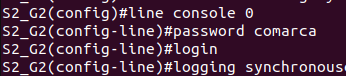 S2_G2(config)#line console 0
S2_G2(config-line)#password comarca
S2_G2(config-line)#login
S2_G2(config-line)#logging synchronous